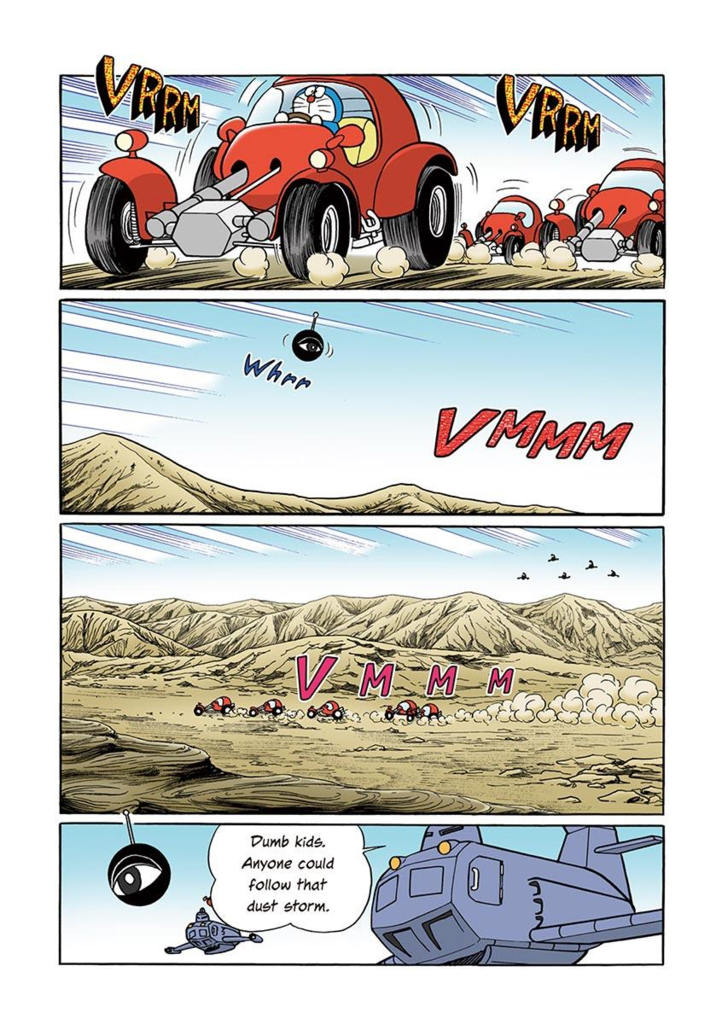 VRRM
VRRM
Whrr
VMMM
VMMM
Dumb kids.
Anyone could
follow that
dust storm.